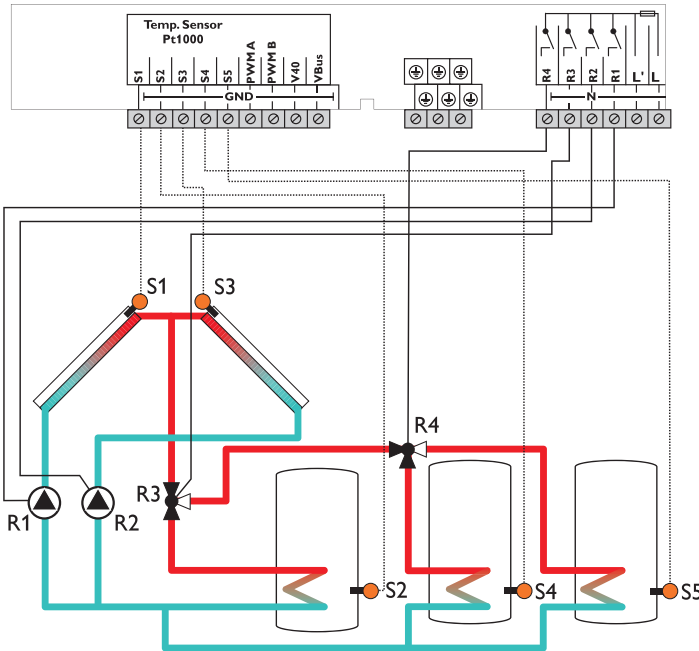 Temp. Sensor
Pt1000
S1 S2 S3 S4 S5 PWM A PWM B V40 VBus
GND
R4 R3 R2 R1 L' L
N
S1
S3
R4
R3
R1
R2
S2
S4
S5